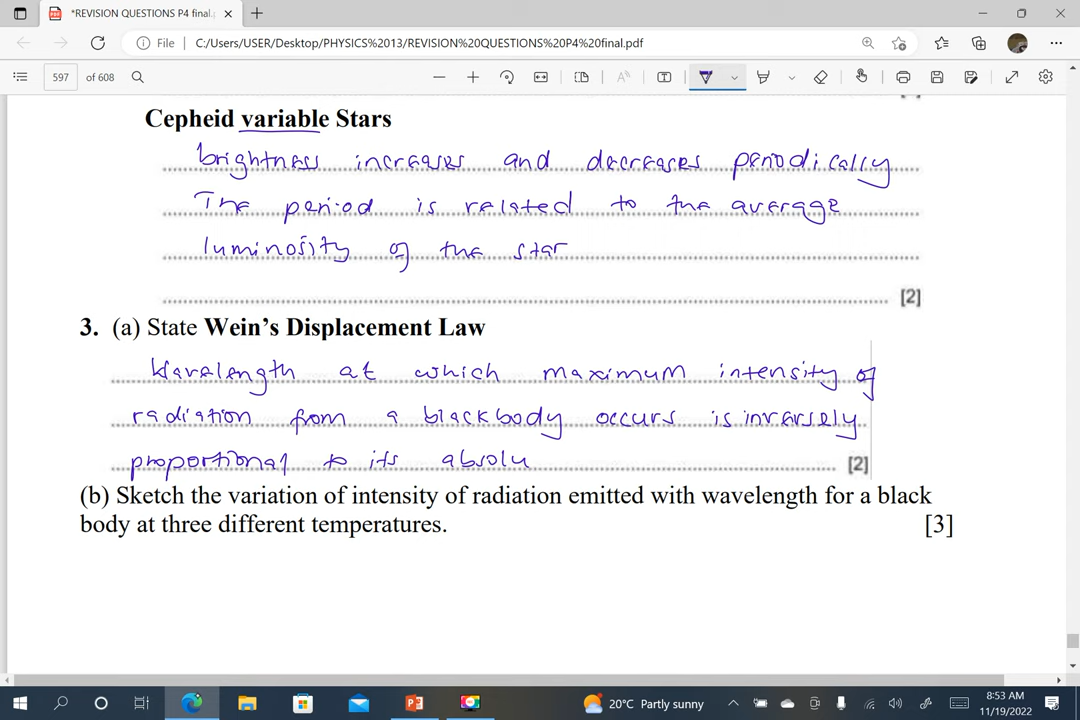 *REVISION QUESTIONS P4 final.
File C:/Users/USER/Desktop/PHYSICS%2013/REVISION%20QUESTIONS%20P4%20final.pdf
597 of 608
Cepheid variable Stars
brightness increases and decreases periodically
The period is related to the average
luminosity of the star
[2]
3. (a) State Wein's Displacement Law
Wavelength at which maximum intensity of
radiation from a blackbody occurs is inversely
proportional to its absolu
[2]
(b) Sketch the variation of intensity of radiation emitted with wavelength for a black
body at three different temperatures. [3]
20°C Partly sunny
8:53 AM
11/19/2022